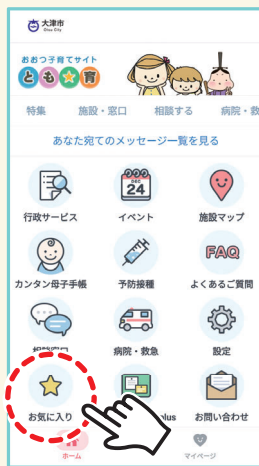 大津市
Otsu City
おおつ子育てサイト
とも☆育
特集 施設・窓口 相談する 病院・救
あなた宛てのメッセージ一覧を見る
DEC
24
FAQ
行政サービス イベント 施設マップ
カンタン母子手帳 予防接種 よくあるご質問
病院・救急 設定
お気に入り plus お問い合わせ
ホーム マイページ